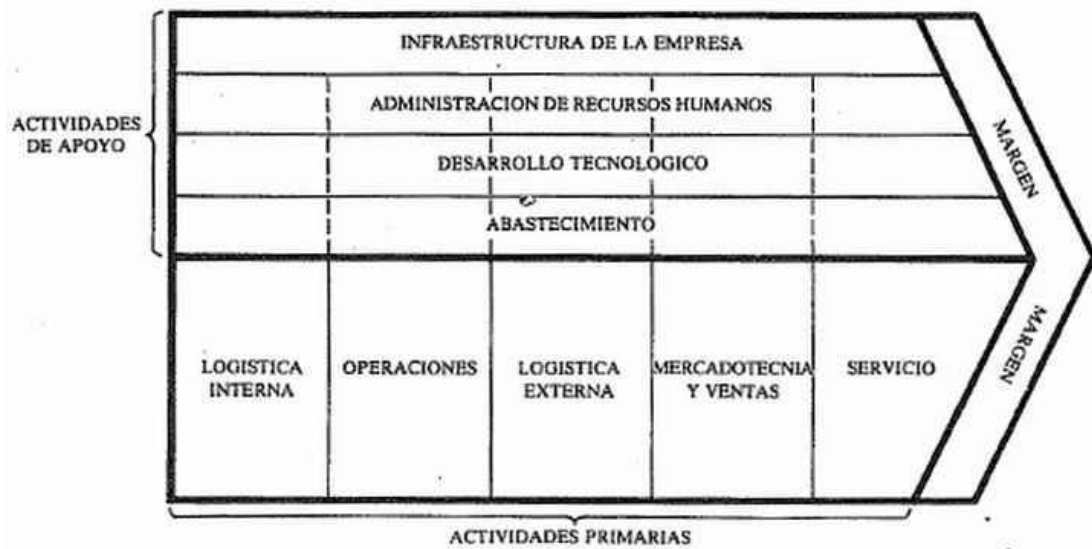 INFRAESTRUCTURA DE LA EMPRESA
ADMINISTRACION DE RECURSOS HUMANOS
ACTIVIDADES
DE APOYO
DESARROLLO TECNOLOGICO
ABASTECIMIENTO
MARGEN
LOGISTICA
INTERNA
OPERACIONES
LOGISTICA
EXTERNA
MERCADOTECNIA
Y VENTAS
SERVICIO
MARGEN
ACTIVIDADES PRIMARIAS